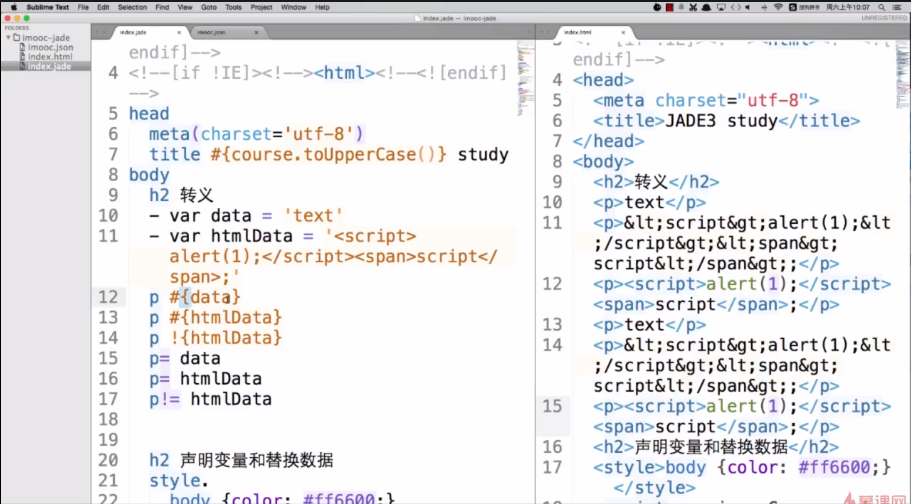 Sublime Text File Edit Selection Find View Goto Tools Project Window Help 周六上午10:07
index.jade — imooc-jade
UNREGISTERED
FOLDERS
imooc-jade
imooc.json
index.html
index.jade
index.jade
imooc.json
endif]-->
4 <!--[if !IE]><!--><html><!--<![endif]
-->
5 head
6 meta(charset='utf-8')
7 title #{course.toUpperCase()} study
8 body
9 h2 转义
10 - var data = 'text'
11 - var htmlData = '<script>
alert(1);</script><span>script</
span>;'
12 p #{data}
13 p #{htmlData}
14 p !{htmlData}
15 p= data
16 p= htmlData
17 p!= htmlData
18
19
20 h2 声明变量和替换数据
21 style.
22 body {color: #ff6600;}
index.html
endif]-->
4 <head>
5 <meta charset="utf-8">
6 <title>JADE3 study</title>
7 </head>
8 <body>
9 <h2>转义</h2>
10 <p>text</p>
11 <p>&lt;script&gt;alert(1);&lt
;/script&gt;&lt;span&gt;
script&lt;/span&gt;;</p>
12 <p><script>alert(1);</script>
<span>script</span>;</p>
13 <p>text</p>
14 <p>&lt;script&gt;alert(1);&lt
;/script&gt;&lt;span&gt;
script&lt;/span&gt;;</p>
15 <p><script>alert(1);</script>
<span>script</span>;</p>
16 <h2>声明变量和替换数据</h2>
17 <style>body {color: #ff6600;}
</style>
慕课网